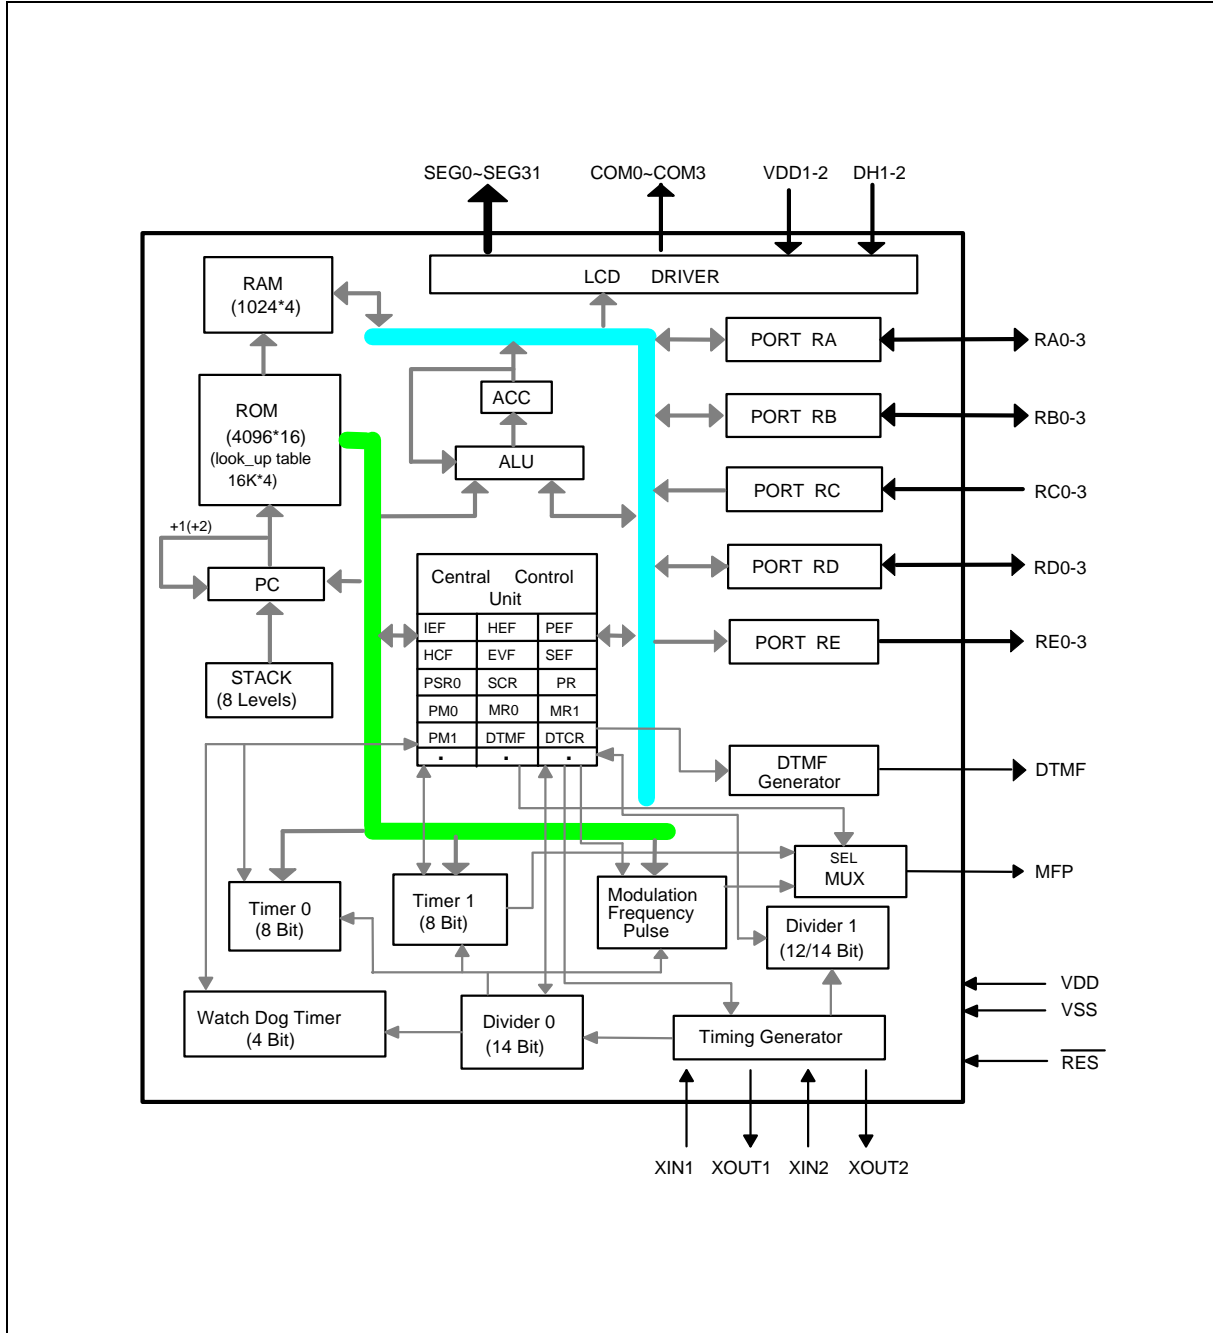 SEG0~SEG31 COM0~COM3 VDD1-2 DH1-2
LCD DRIVER
RAM
(1024*4)
PORT RA RA0-3
ROM
(4096*16)
(look_up table
16K*4)
ACC
PORT RB RB0-3
ALU
PORT RC RC0-3
+1(+2)
PC
PORT RD RD0-3
Central Control
Unit
IEF HEF PEF
HCF EVF SEF
PSR0 SCR PR
PM0 MR0 MR1
PM1 DTMF DTCR
. . .
PORT RE RE0-3
STACK
(8 Levels)
DTMF
Generator
DTMF
SEL
MUX
MFP
Timer 0
(8 Bit)
Timer 1
(8 Bit)
Modulation
Frequency
Pulse
Divider 1
(12/14 Bit)
VDD
VSS
RES
Watch Dog Timer
(4 Bit)
Divider 0
(14 Bit)
Timing Generator
XIN1 XOUT1 XIN2 XOUT2